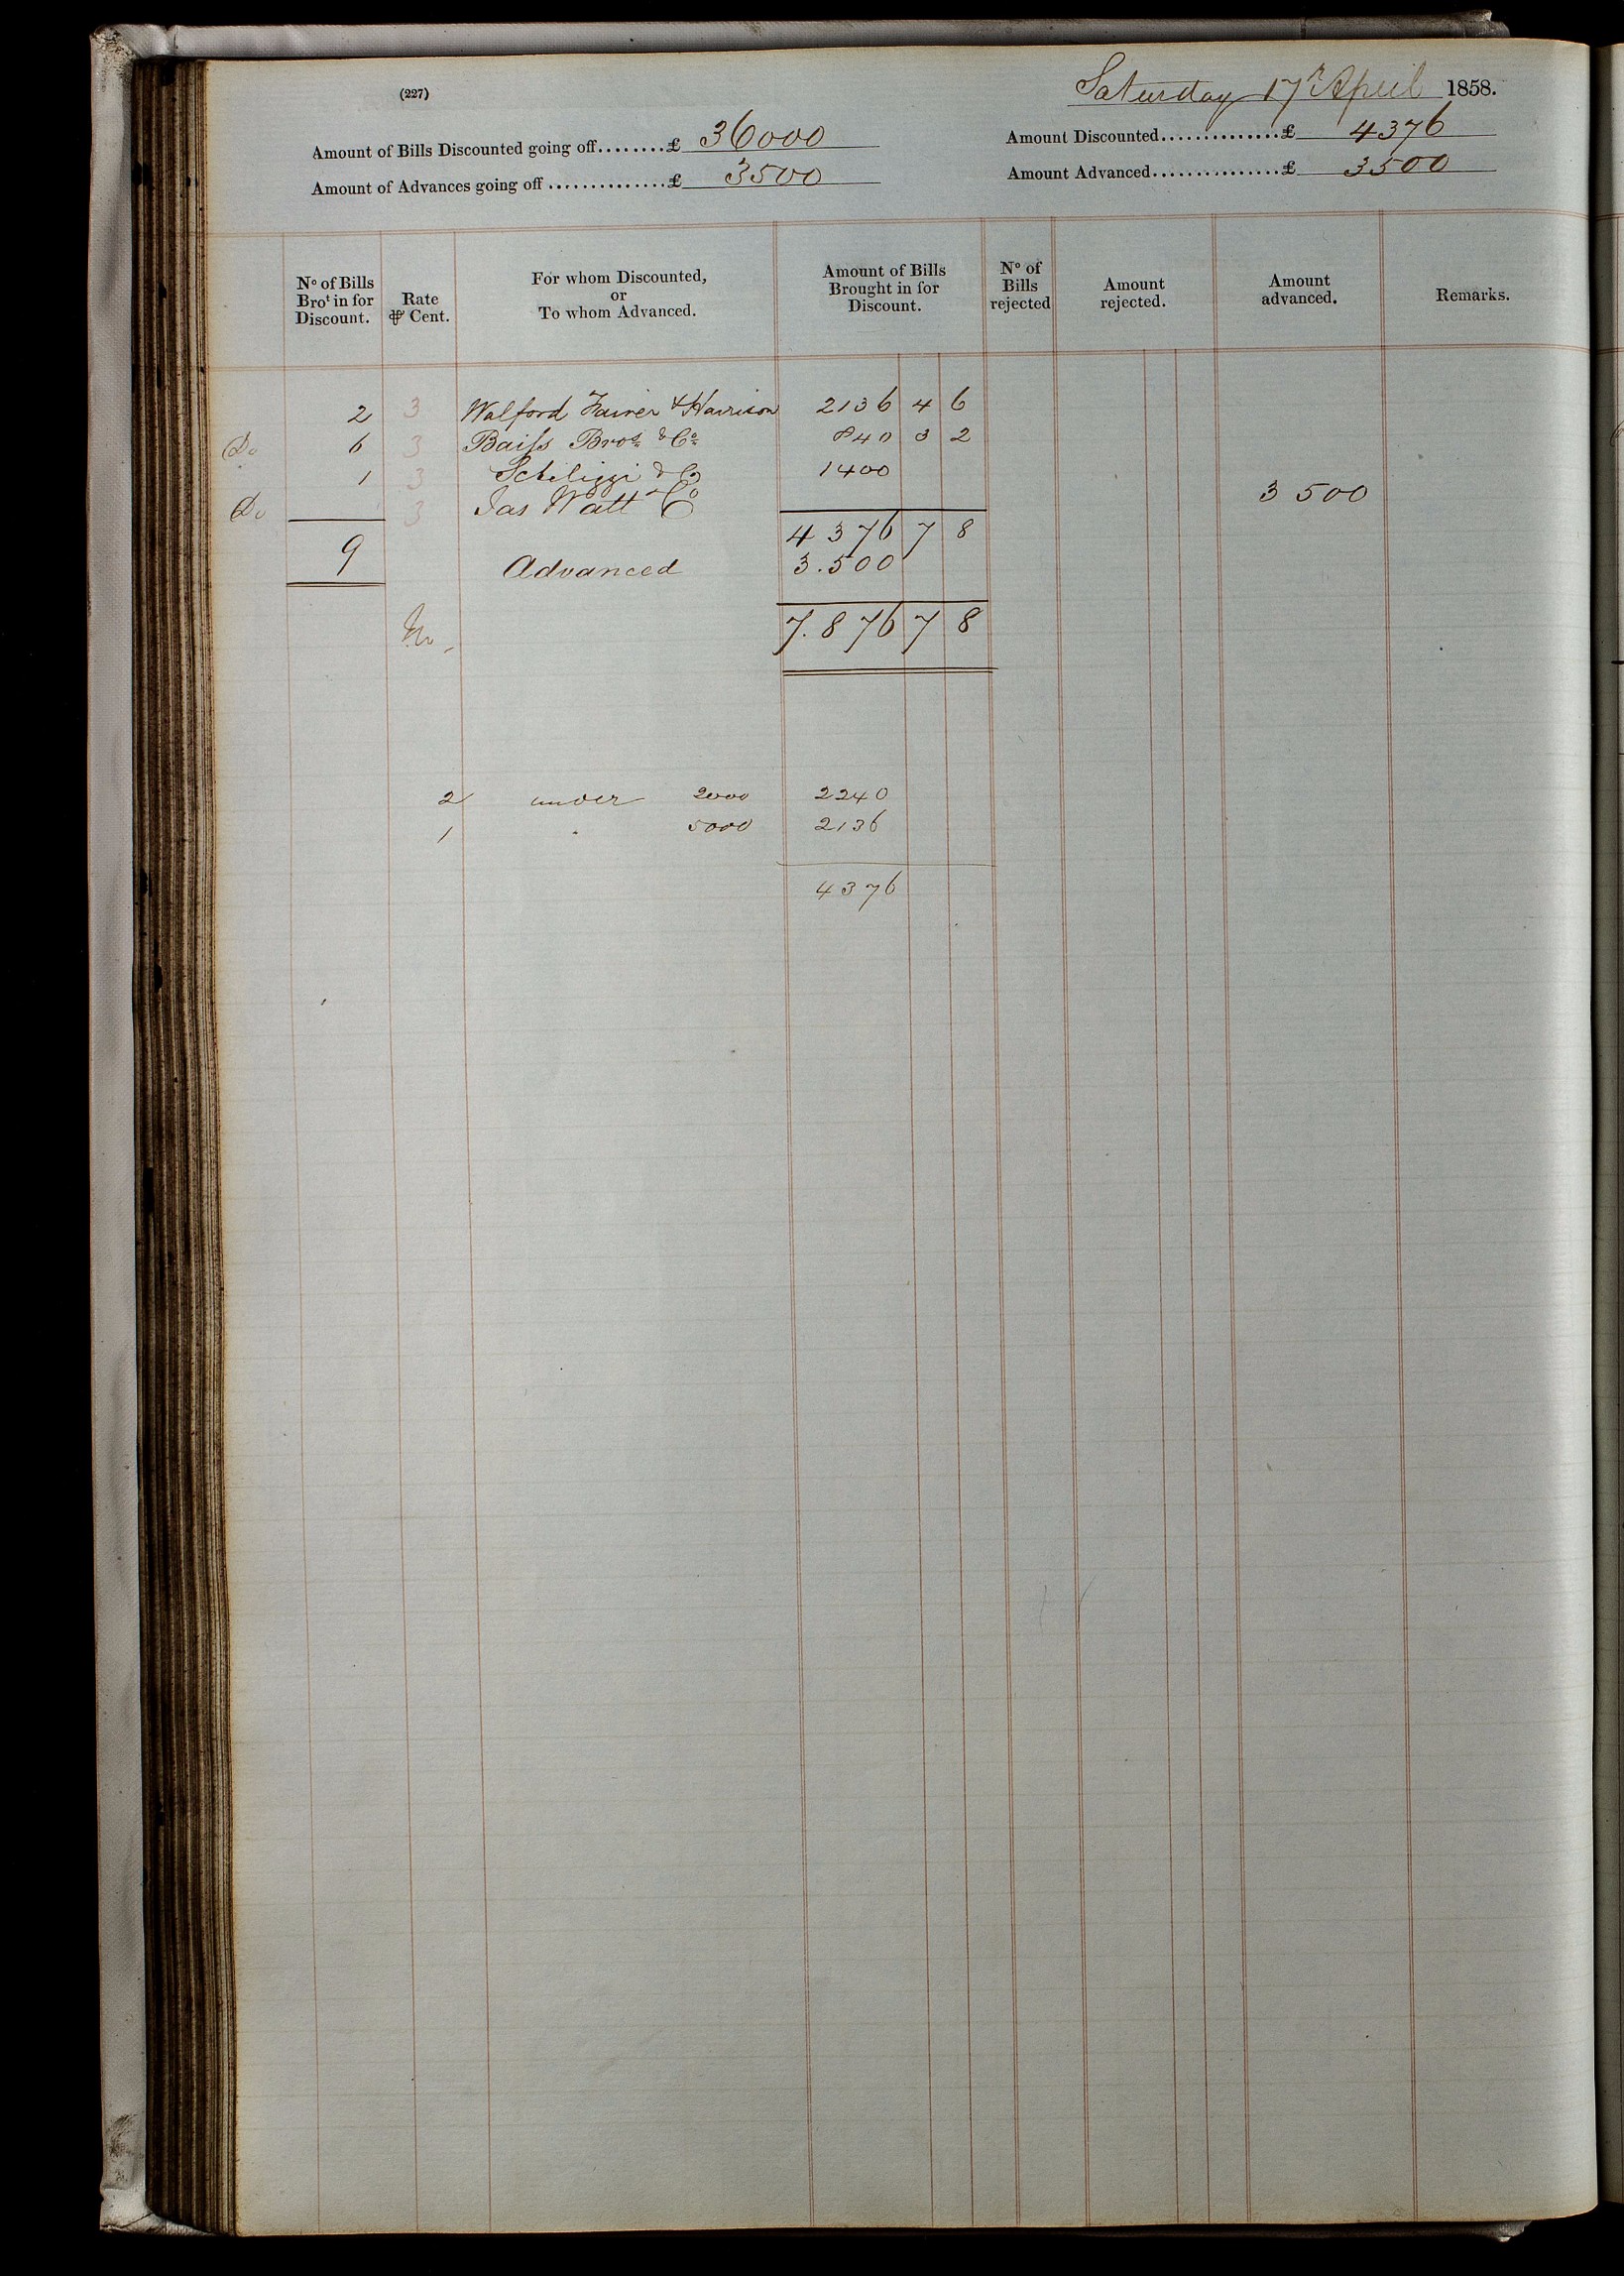 (227)
Saturday 17th April 1858.
Amount of Bills Discounted going off........£ 36000
Amount Discounted..............£ 4376
Amount of Advances going off ..............£ 3500
Amount Advanced...............£ 3500
No of Bills Brot in for Discount.
Rate ⅌ Cent.
For whom Discounted, or To whom Advanced.
Amount of Bills Brought in for Discount.
No of Bills rejected
Amount rejected.
Amount advanced.
Remarks.
2 3 Walford & Harrison 2136 4 6
Do 6 3 Baiss Bros & Co 840 3 2
1 3 Schilizzi & Co 1400
Do 3 Jas Watt & Co 3 500
9 4376 7 8
Advanced 3.500
7.876 7 8
2 under 2000 2240
1 " 5000 2136
4376